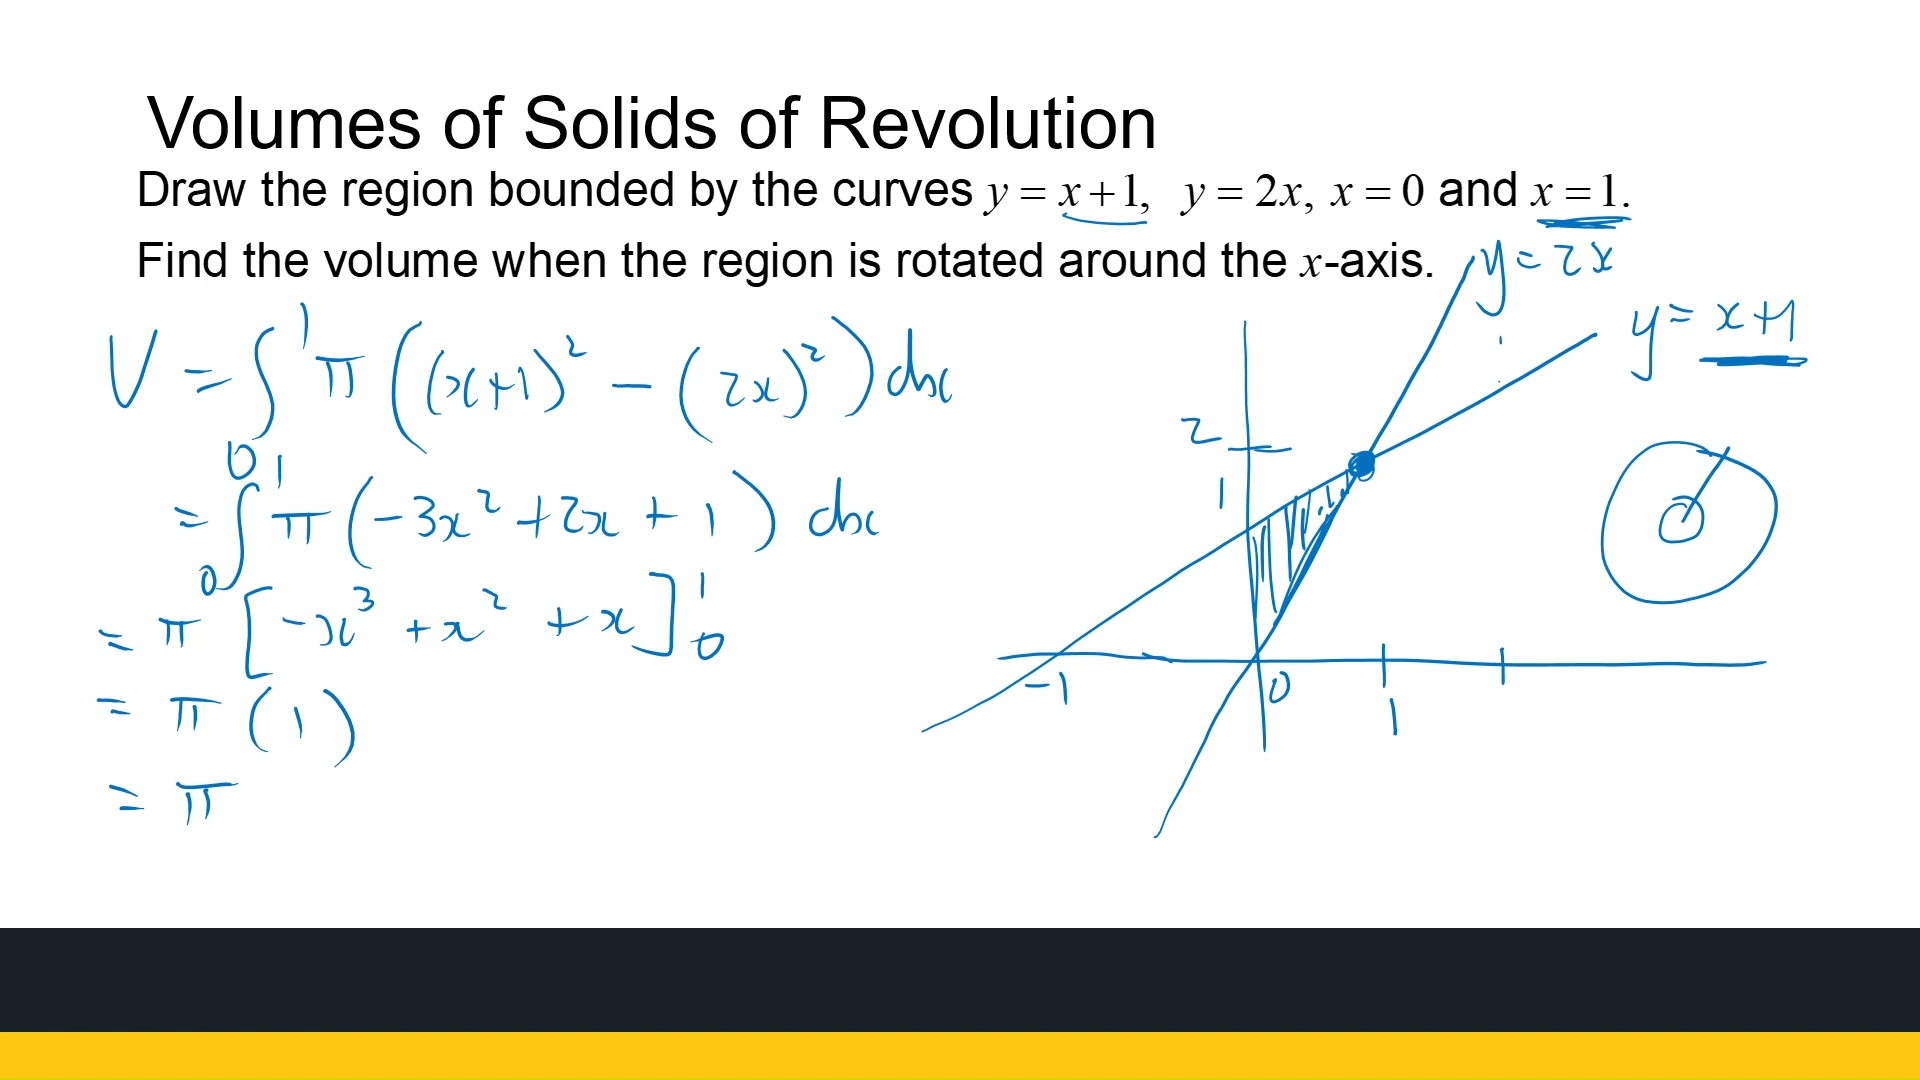 Volumes of Solids of Revolution
Draw the region bounded by the curves y = x + 1, y = 2x, x = 0 and x = 1.
Find the volume when the region is rotated around the x-axis.
V = ∫₀¹ π((x+1)² − (2x)²) dx
= ∫₀¹ π(−3x² + 2x + 1) dx
= π[−x³ + x² + x]₀¹
= π(1)
= π
y = 2x
y = x+1
2
1
−1
0
1